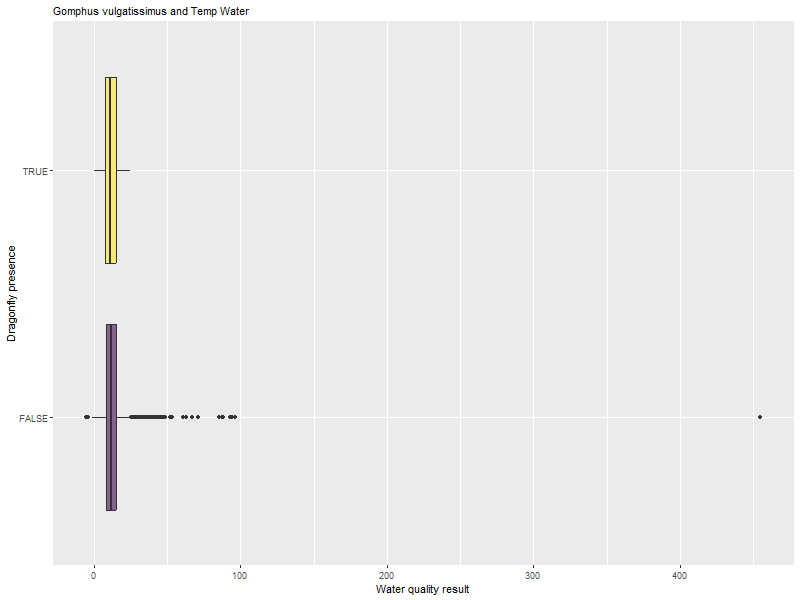 Gomphus vulgatissimus and Temp Water
Dragonfly presence
TRUE
FALSE
0 100 200 300 400
Water quality result